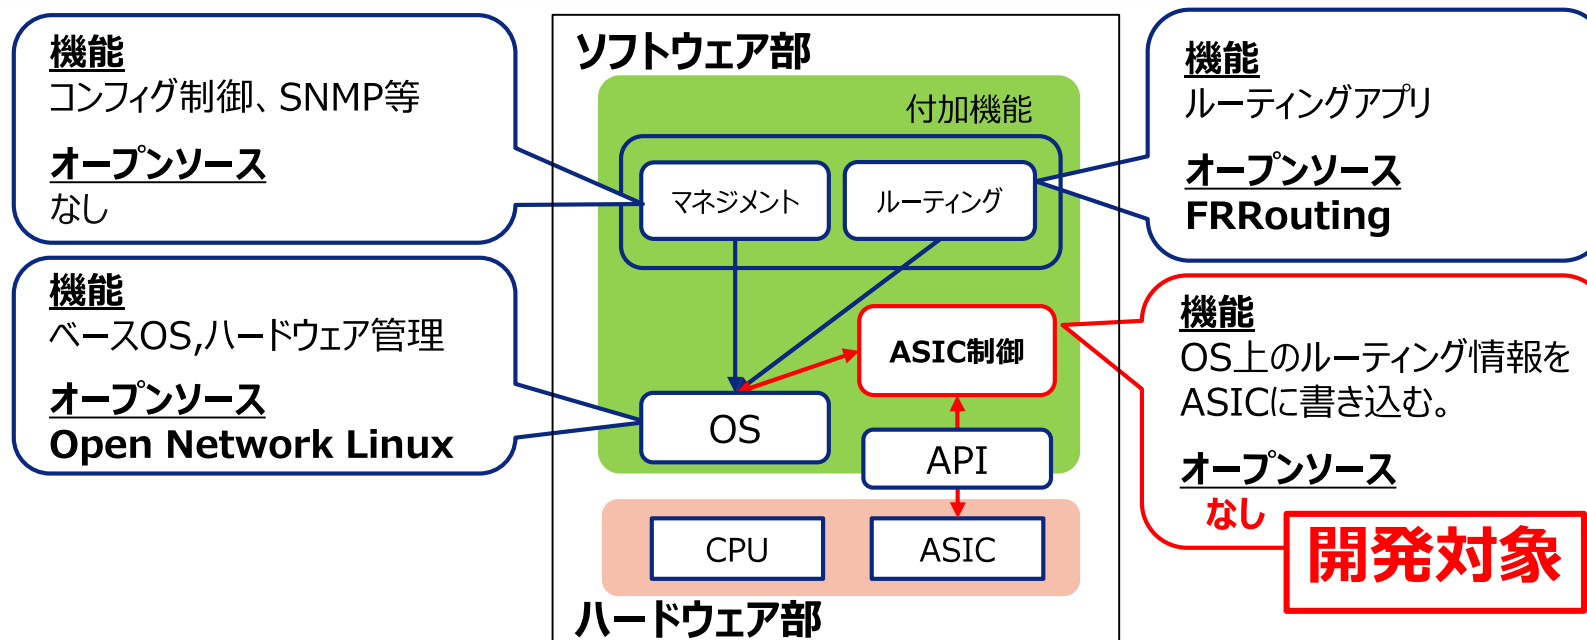 機能
コンフィグ制御、SNMP等
オープンソース
なし
機能
ベースOS,ハードウェア管理
オープンソース
Open Network Linux
ソフトウェア部
付加機能
マネジメント
ルーティング
ASIC制御
OS
API
CPU
ASIC
ハードウェア部
機能
ルーティングアプリ
オープンソース
FRRouting
機能
OS上のルーティング情報を
ASICに書き込む。
オープンソース
なし
開発対象